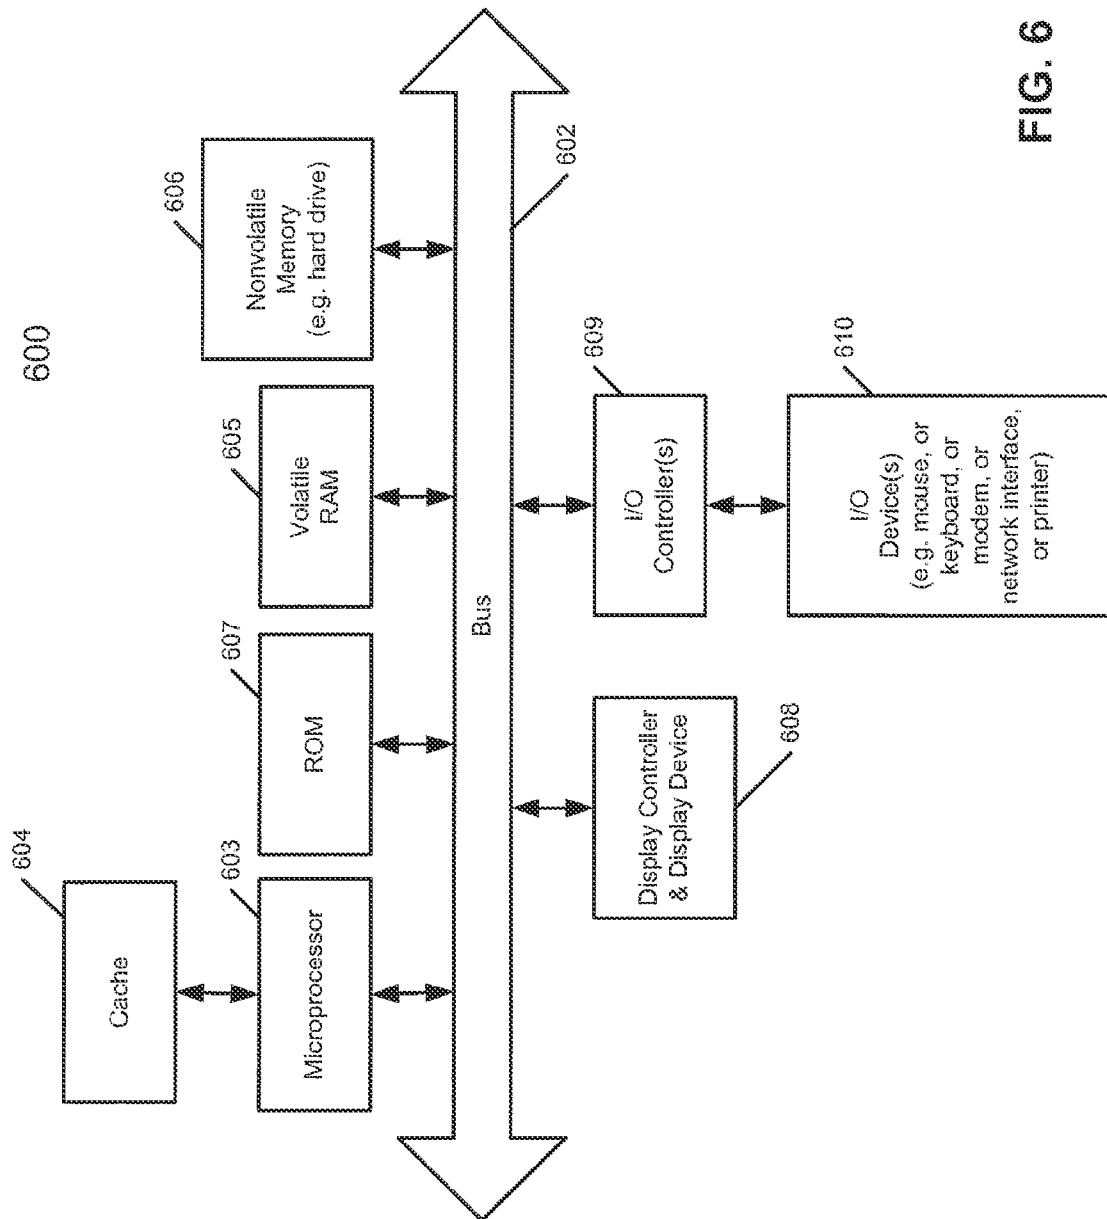 600
604
Cache
603
Microprocessor
607
ROM
605
Volatile
RAM
606
Nonvolatile
Memory
(e.g. hard drive)
Bus
602
Display Controller
& Display Device
608
609
I/O
Controller(s)
610
I/O
Device(s)
(e.g. mouse, or
keyboard, or
modem, or
network interface,
or printer)
FIG. 6